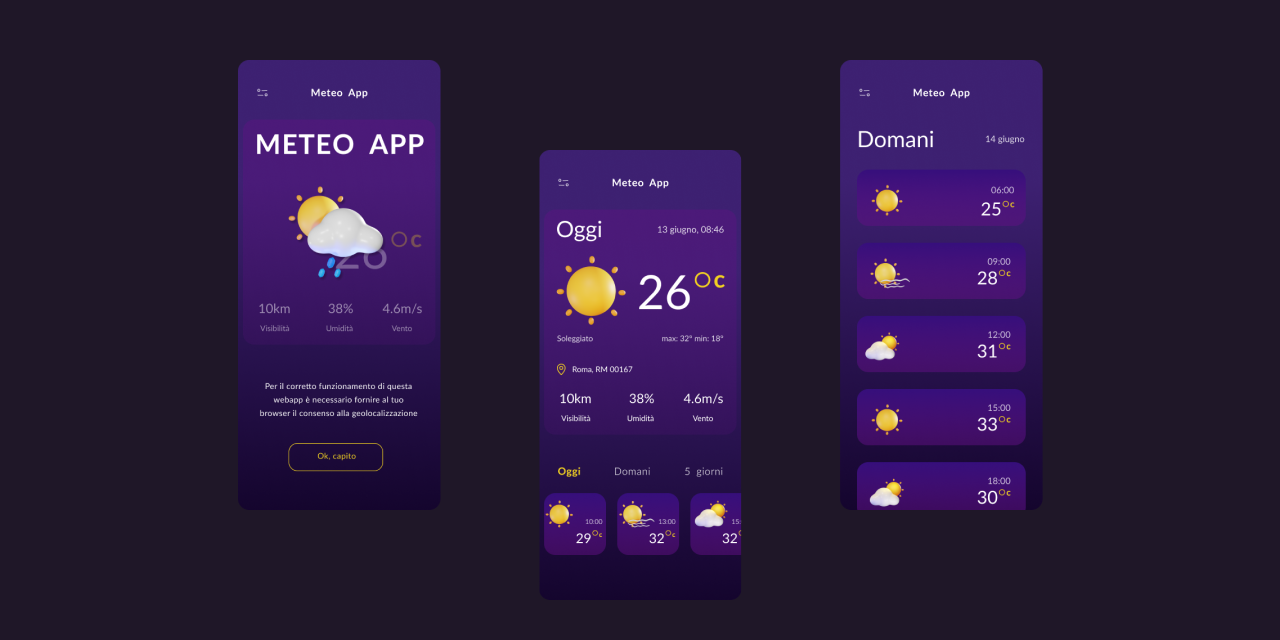 Meteo App
METEO APP
26°c
10km 38% 4.6m/s
Visibilità Umidità Vento
Per il corretto funzionamento di questa
webapp è necessario fornire al tuo
browser il consenso alla geolocalizzazione
Ok, capito
Meteo App
Oggi 13 giugno, 08:46
26°c
Soleggiato max: 32° min: 18°
Roma, RM 00167
10km 38% 4.6m/s
Visibilità Umidità Vento
Oggi Domani 5 giorni
10:00 13:00 15:
29°c 32°c 32°
Meteo App
Domani 14 giugno
06:00
25°c
09:00
28°c
12:00
31°c
15:00
33°c
18:00
30°c